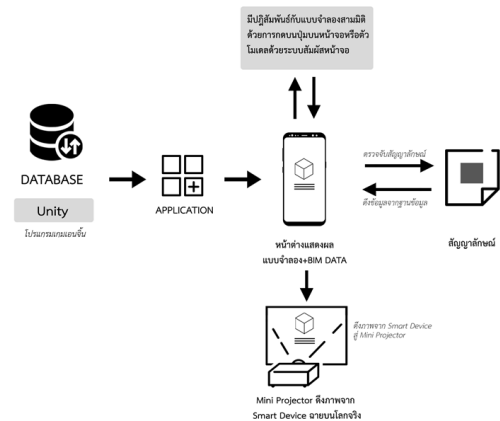 มีปฏิสัมพันธ์กับแบบจำลองสามมิติ
ด้วยการกดบนปุ่มบนหน้าจอหรือตัว
โมเดลด้วยระบบสัมผัสหน้าจอ
DATABASE
Unity
โปรแกรมเกมเอนจิ้น
APPLICATION
หน้าต่างแสดงผล
แบบจำลอง+BIM DATA
ตรวจจับสัญาลักษณ์
ดึงข้อมูลจากฐานข้อมูล
สัญาลักษณ์
ดึงภาพจาก Smart Device
สู่ Mini Projector
Mini Projector ดึงภาพจาก
Smart Device ฉายบนโลกจริง